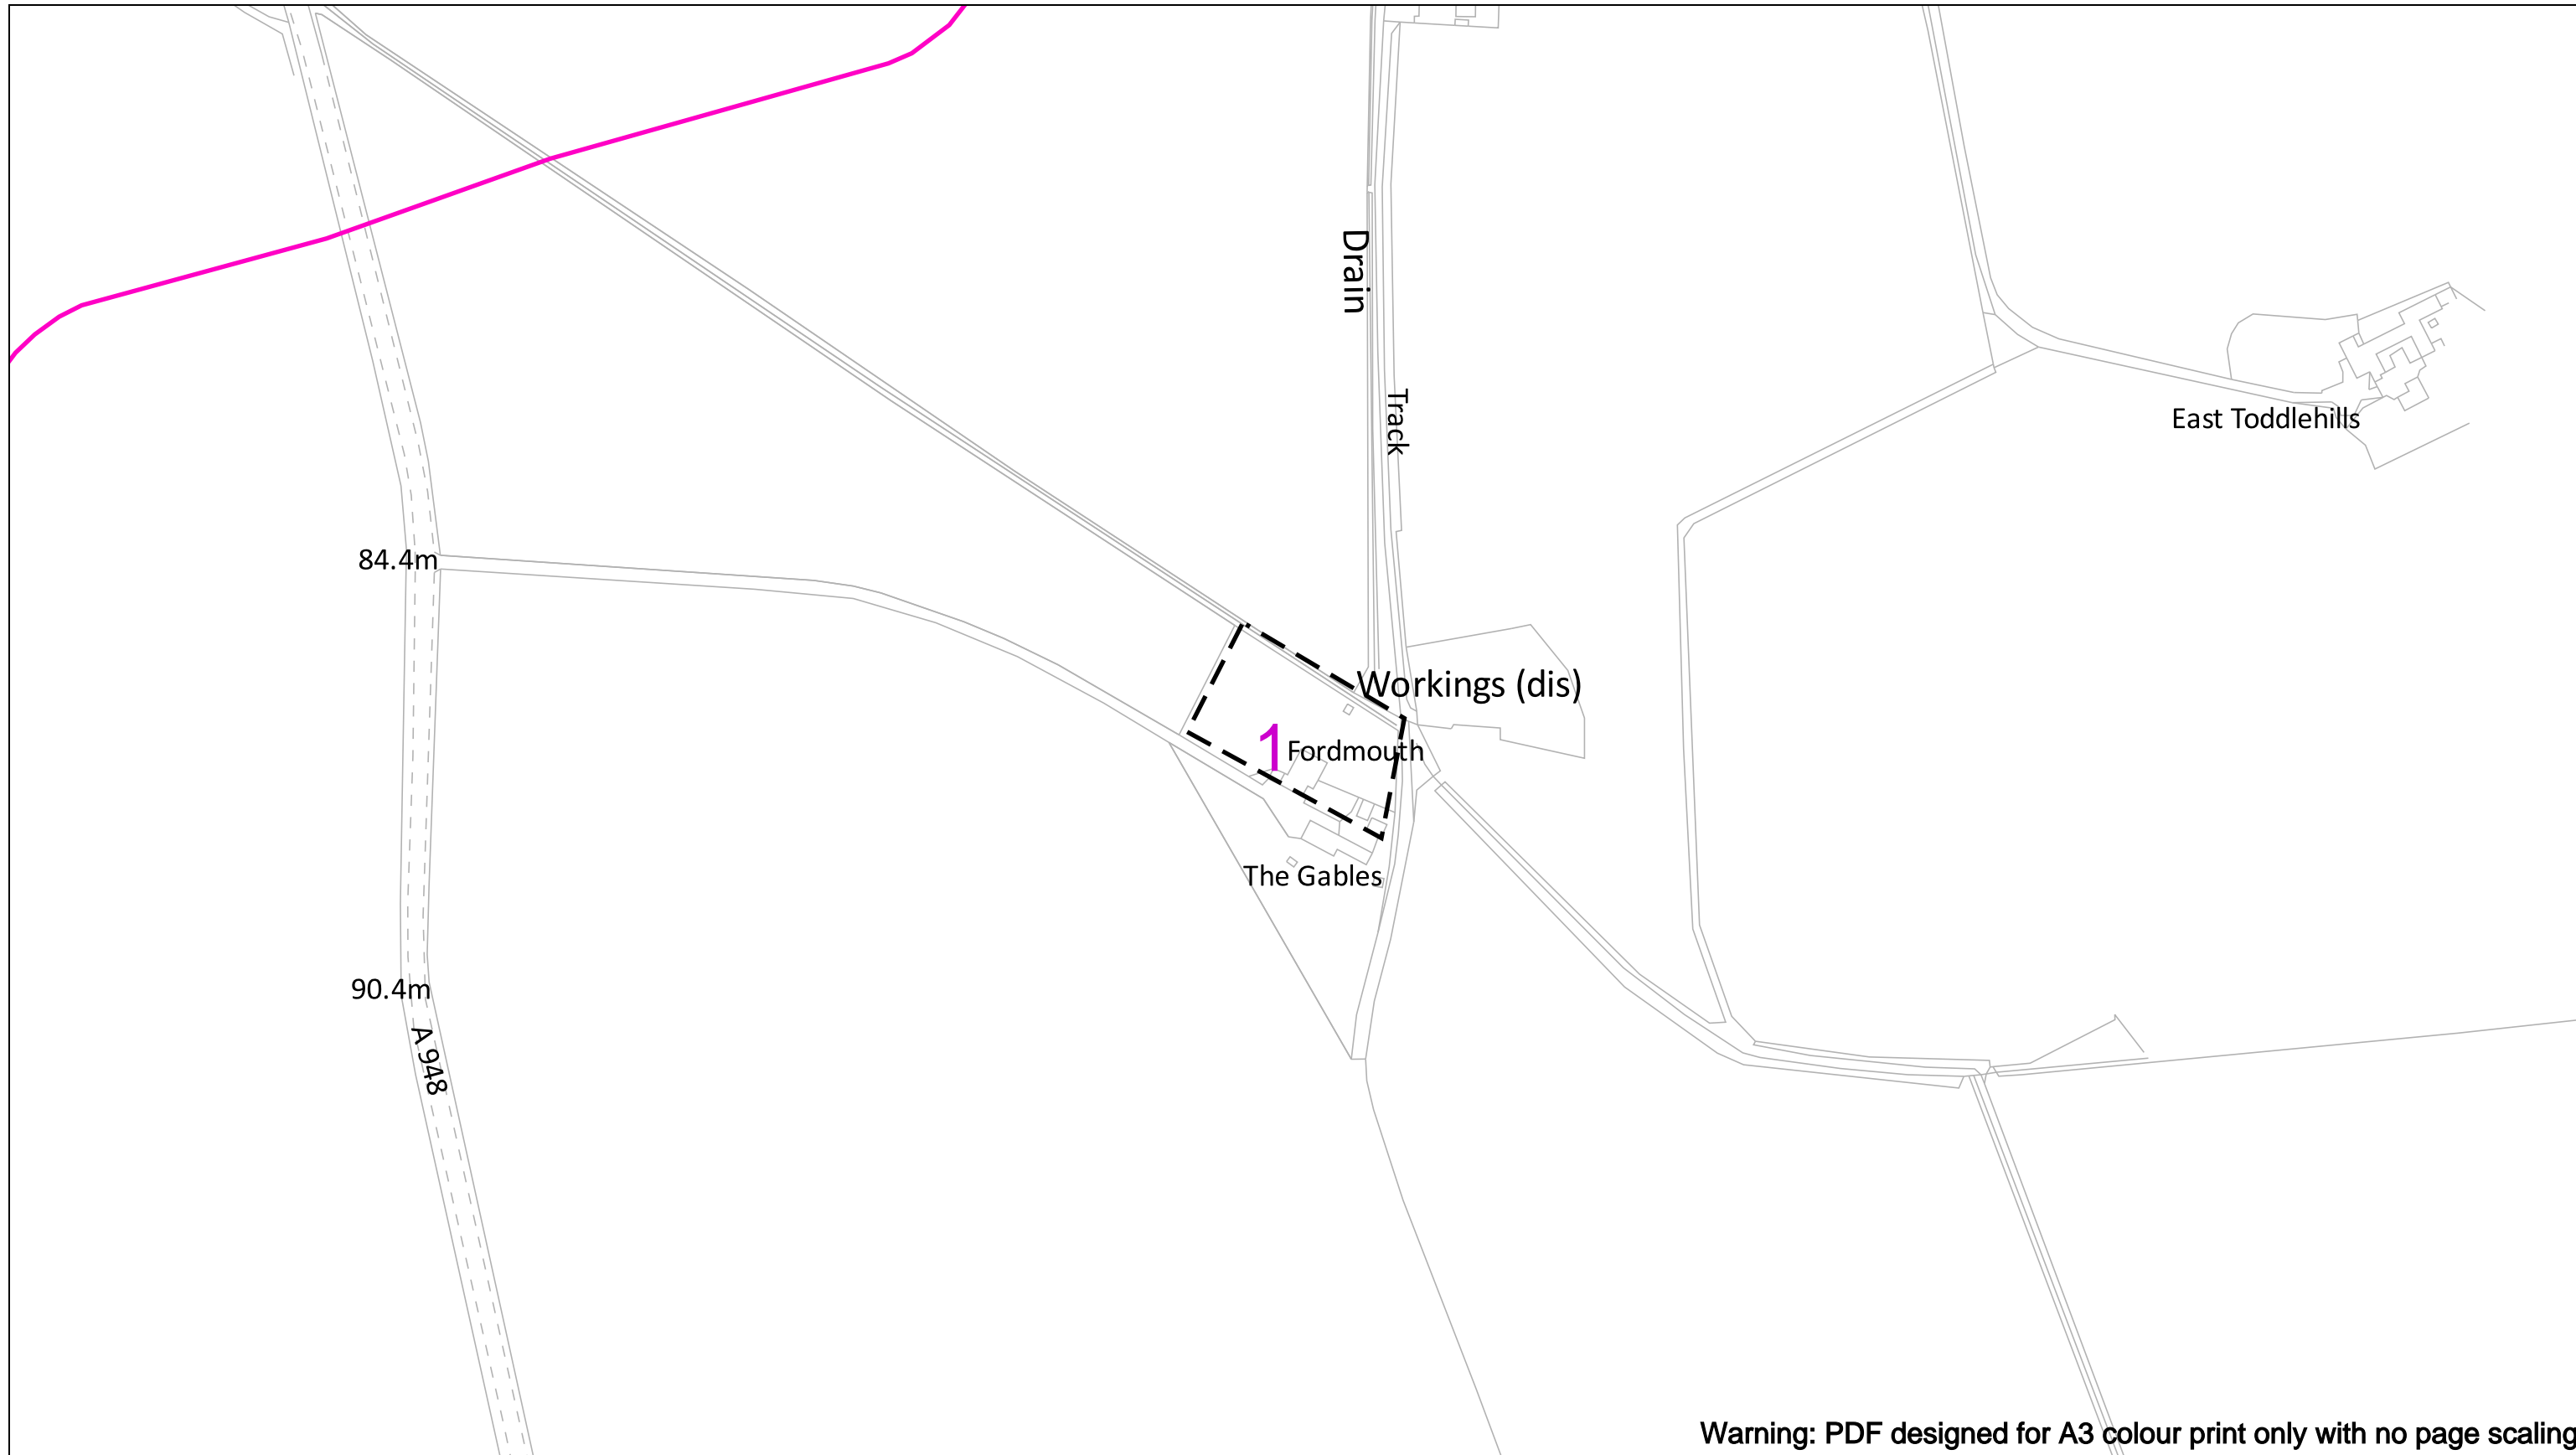 Drain
Track
East Toddlehills
84.4m
Workings (dis)
1
Fordmouth
The Gables
90.4m
A 948
Warning: PDF designed for A3 colour print only with no page scaling